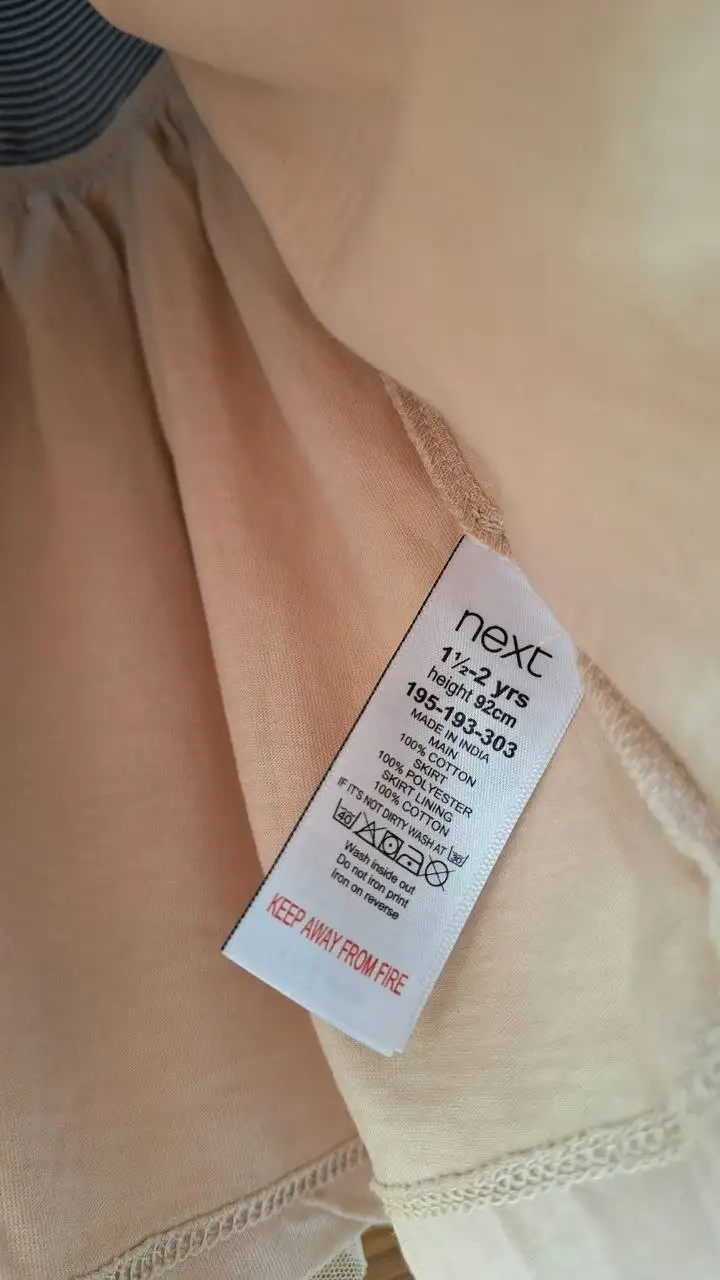 next
1½-2 yrs
height 92cm
195-193-303
MADE IN INDIA
MAIN
100% COTTON
SKIRT
100% POLYESTER
SKIRT LINING
100% COTTON
IF IT'S NOT DIRTY WASH AT 30
40
Wash inside out
Do not iron print
Iron on reverse
KEEP AWAY FROM FIRE